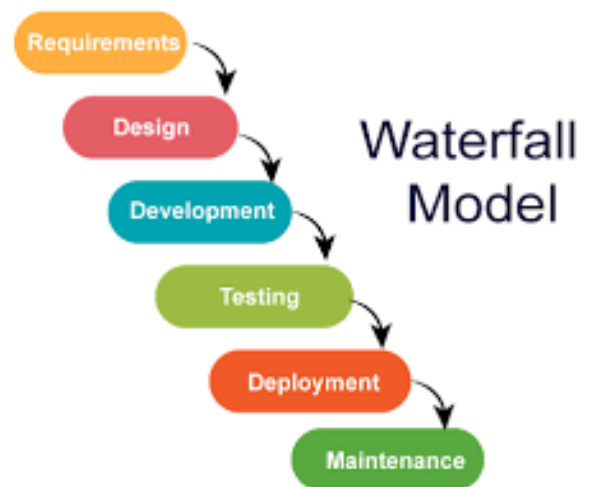 Requirements
Design
Waterfall
Model
Development
Testing
Deployment
Maintenance